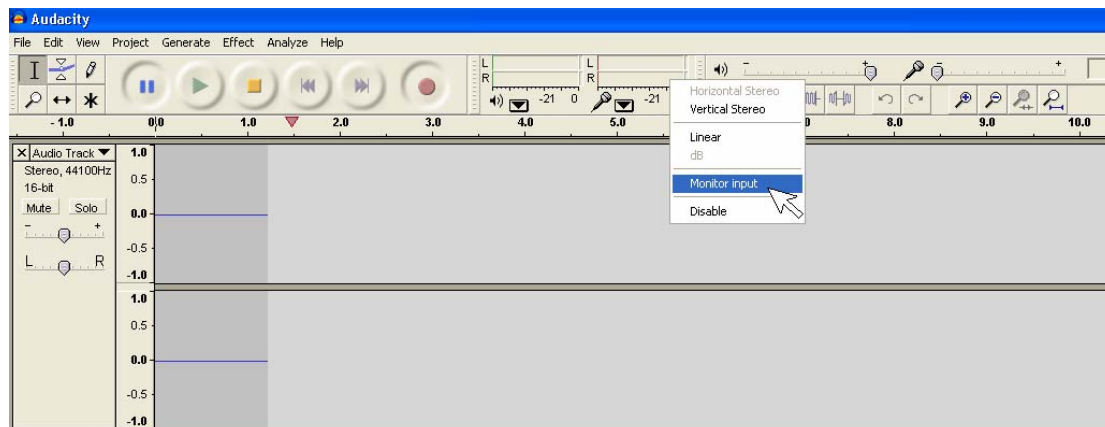 Audacity
File Edit View Project Generate Effect Analyze Help
L
R
-21 0
L
R
-21
- +
- +
Horizontal Stereo
Vertical Stereo
Linear
dB
Monitor input
Disable
- 1.0 0.0 1.0 2.0 3.0 4.0 5.0 8.0 9.0 10.0
X Audio Track
Stereo, 44100Hz
16-bit
Mute Solo
- +
L R
1.0
0.5
0.0
-0.5
-1.0
1.0
0.5
0.0
-0.5
-1.0